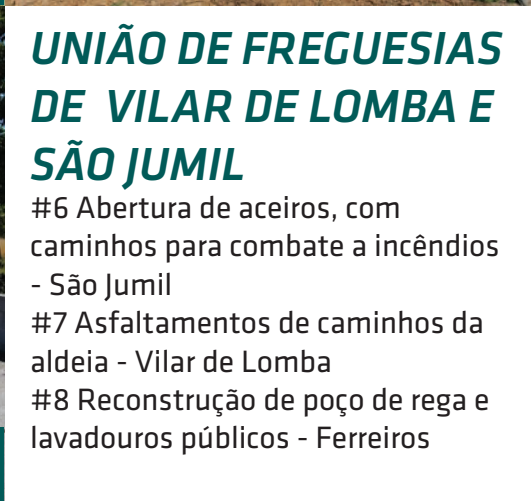 UNIÃO DE FREGUESIAS
DE VILAR DE LOMBA E
SÃO JUMIL
#6 Abertura de aceiros, com
caminhos para combate a incêndios
- São Jumil
#7 Asfaltamentos de caminhos da
aldeia - Vilar de Lomba
#8 Reconstrução de poço de rega e
lavadouros públicos - Ferreiros